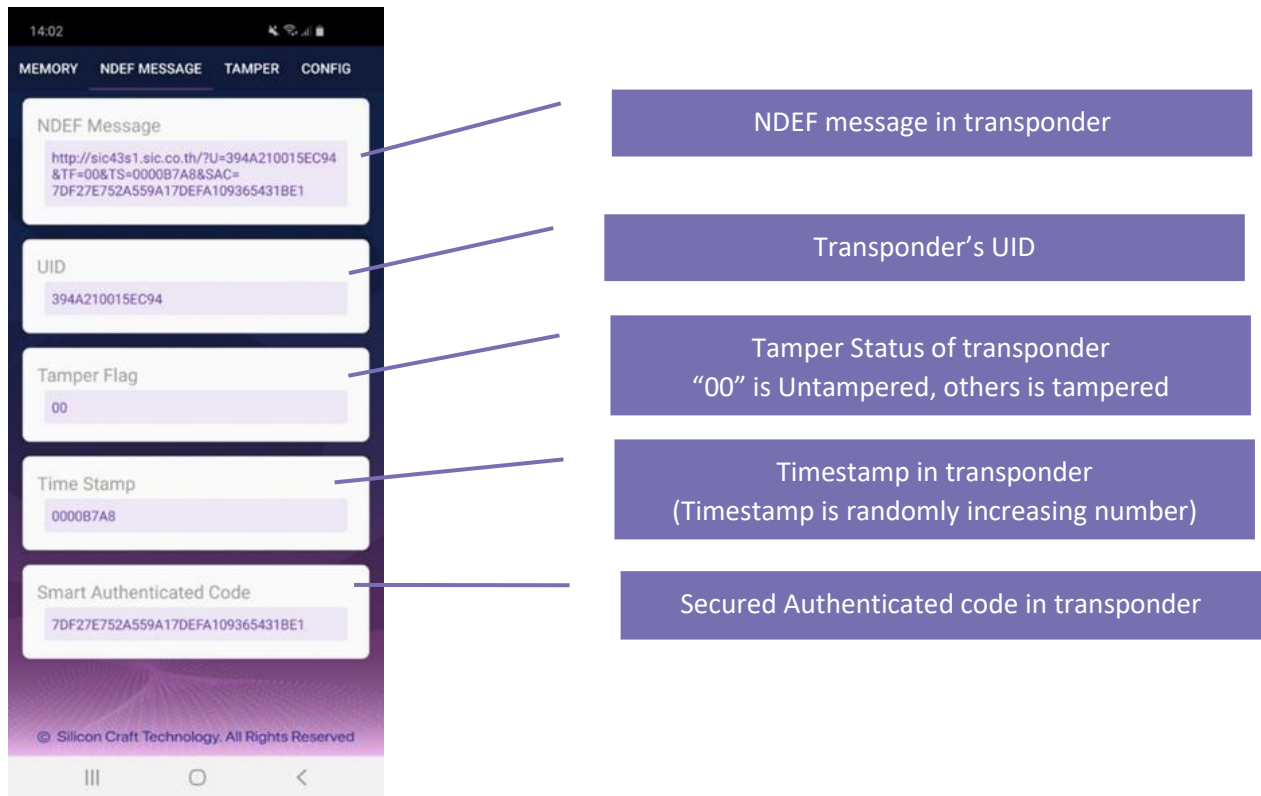 14:02
MEMORY NDEF MESSAGE TAMPER CONFIG
NDEF Message
http://sic43s1.sic.co.th/?U=394A210015EC94
&TF=00&TS=0000B7A8&SAC=
7DF27E752A559A17DEFA109365431BE1
NDEF message in transponder
UID
394A210015EC94
Transponder’s UID
Tamper Flag
00
Tamper Status of transponder
“00” is Untampered, others is tampered
Time Stamp
0000B7A8
Timestamp in transponder
(Timestamp is randomly increasing number)
Smart Authenticated Code
7DF27E752A559A17DEFA109365431BE1
Secured Authenticated code in transponder
© Silicon Craft Technology. All Rights Reserved